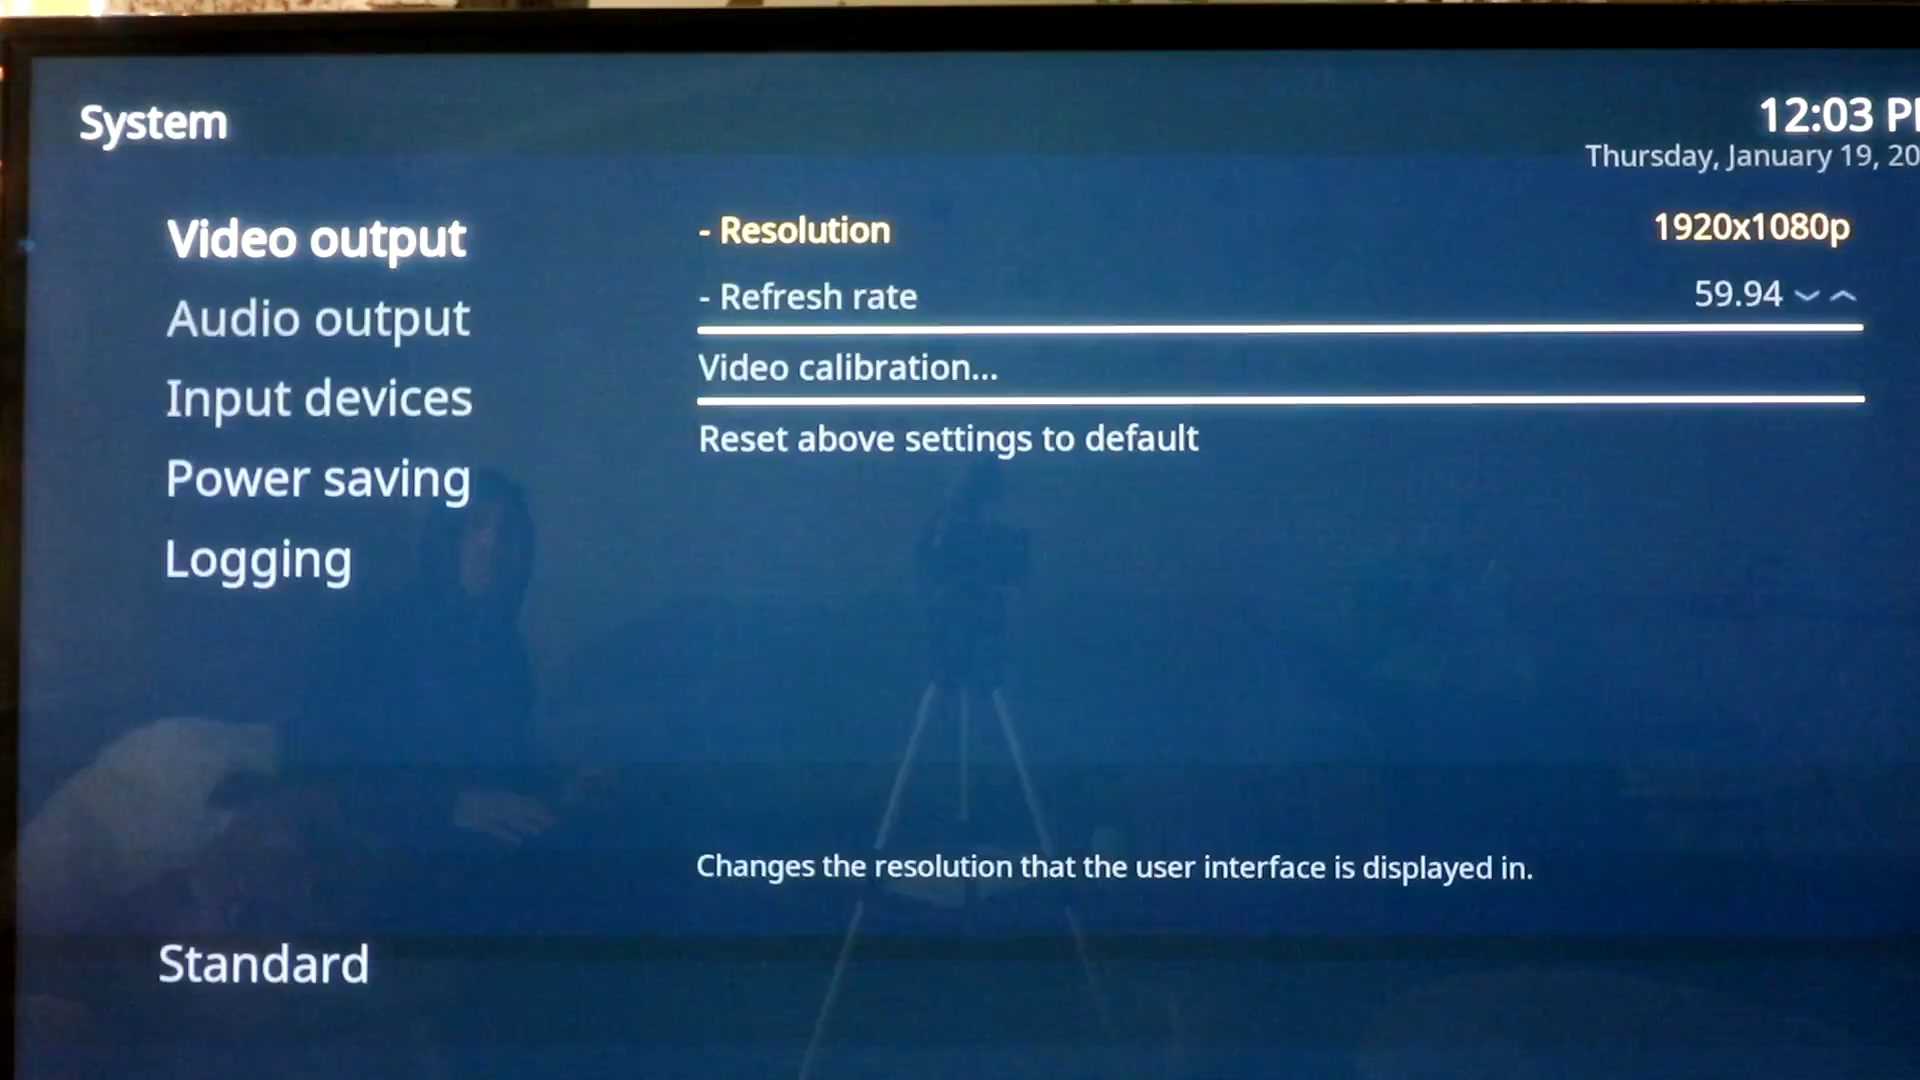 System
12:03
Thursday, January 19,
Video output
Audio output
Input devices
Power saving
Logging
- Resolution 1920x1080p
- Refresh rate 59.94
Video calibration...
Reset above settings to default
Changes the resolution that the user interface is displayed in.
Standard